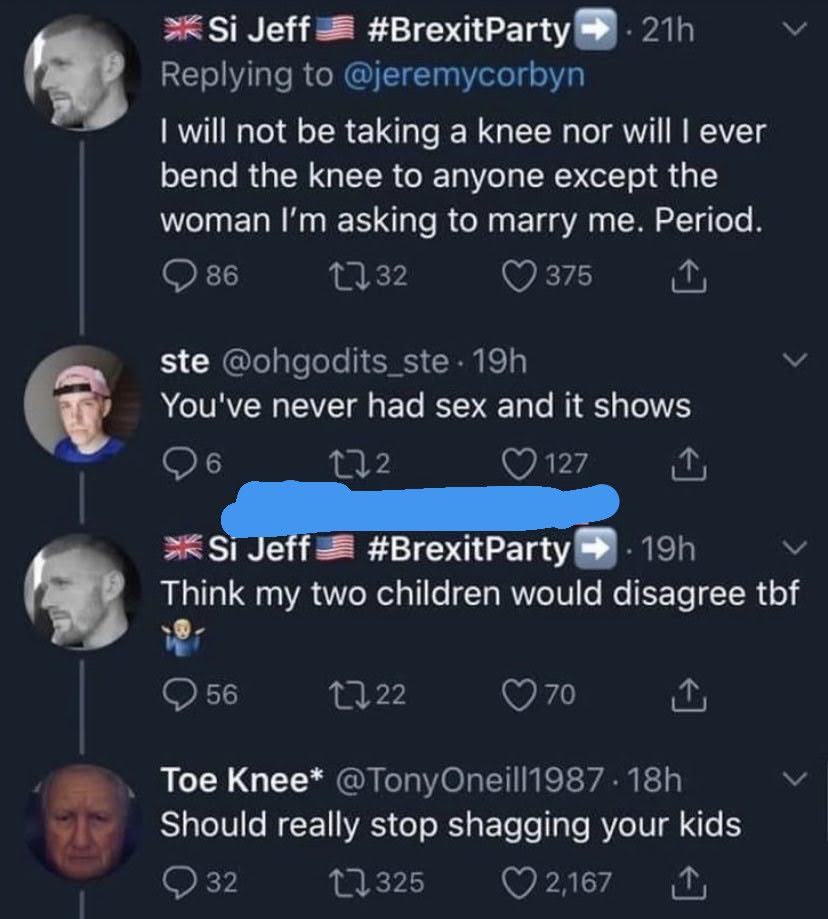 Si Jeff #BrexitParty · 21h
Replying to @jeremycorbyn
I will not be taking a knee nor will I ever
bend the knee to anyone except the
woman I'm asking to marry me. Period.
86 32 375
ste @ohgodits_ste · 19h
You've never had sex and it shows
6 2 127
Si Jeff #BrexitParty · 19h
Think my two children would disagree tbf
56 22 70
Toe Knee* @TonyOneill1987 · 18h
Should really stop shagging your kids
32 325 2,167